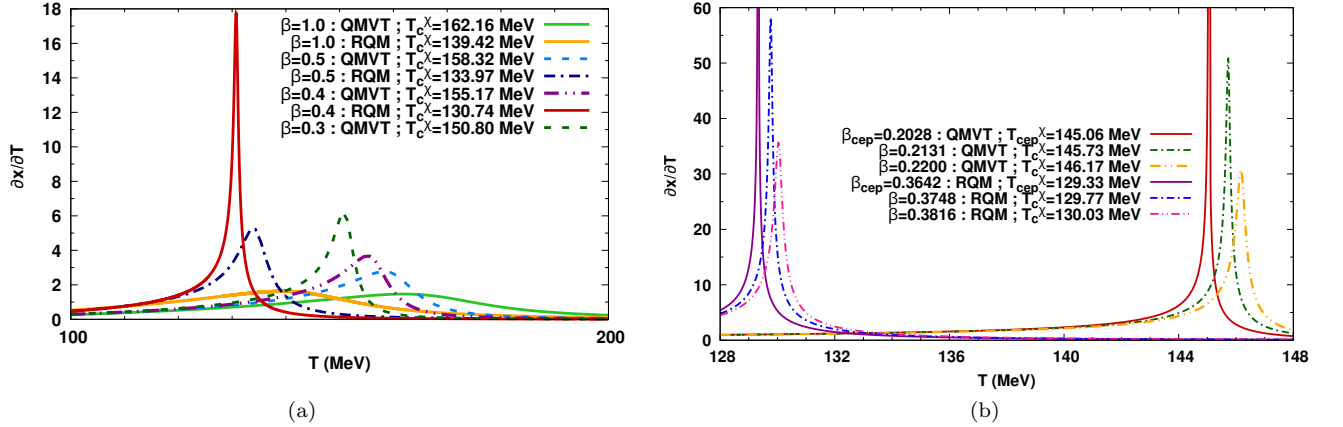 18
16
14
12
10
8
6
4
2
0
∂x/∂T
β=1.0 : QMVT ; T_c^χ=162.16 MeV
β=1.0 : RQM ; T_c^χ=139.42 MeV
β=0.5 : QMVT ; T_c^χ=158.32 MeV
β=0.5 : RQM ; T_c^χ=133.97 MeV
β=0.4 : QMVT ; T_c^χ=155.17 MeV
β=0.4 : RQM ; T_c^χ=130.74 MeV
β=0.3 : QMVT ; T_c^χ=150.80 MeV
100 200
T (MeV)
(a)
60
50
40
30
20
10
0
∂x/∂T
β_cep=0.2028 : QMVT ; T_cep^χ=145.06 MeV
β=0.2131 : QMVT ; T_c^χ=145.73 MeV
β=0.2200 : QMVT ; T_c^χ=146.17 MeV
β_cep=0.3642 : RQM ; T_cep^χ=129.33 MeV
β=0.3748 : RQM ; T_c^χ=129.77 MeV
β=0.3816 : RQM ; T_c^χ=130.03 MeV
128 132 136 140 144 148
T (MeV)
(b)